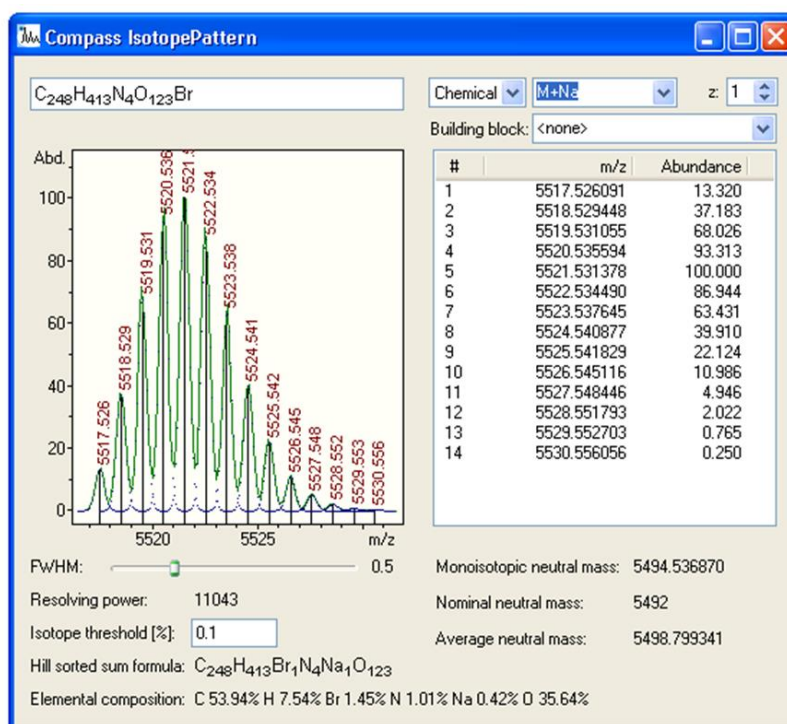 Compass IsotopePattern
C248H413N4O123Br
Chemical M+Na z: 1
Building block: <none>
Abd.
100
80
60
40
20
0
5517.526
5518.529
5519.531
5520.536
5521.5
5522.534
5523.538
5524.541
5525.542
5526.545
5527.548
5528.552
5529.553
5530.556
5520 5525 m/z
# m/z Abundance
1 5517.526091 13.320
2 5518.529448 37.183
3 5519.531055 68.026
4 5520.535594 93.313
5 5521.531378 100.000
6 5522.534490 86.944
7 5523.537645 63.431
8 5524.540877 39.910
9 5525.541829 22.124
10 5526.545116 10.986
11 5527.548446 4.946
12 5528.551793 2.022
13 5529.552703 0.765
14 5530.556056 0.250
FWHM: 0.5
Resolving power: 11043
Isotope threshold [%]: 0.1
Monoisotopic neutral mass: 5494.536870
Nominal neutral mass: 5492
Average neutral mass: 5498.799341
Hill sorted sum formula: C248H413Br1N4Na1O123
Elemental composition: C 53.94% H 7.54% Br 1.45% N 1.01% Na 0.42% O 35.64%